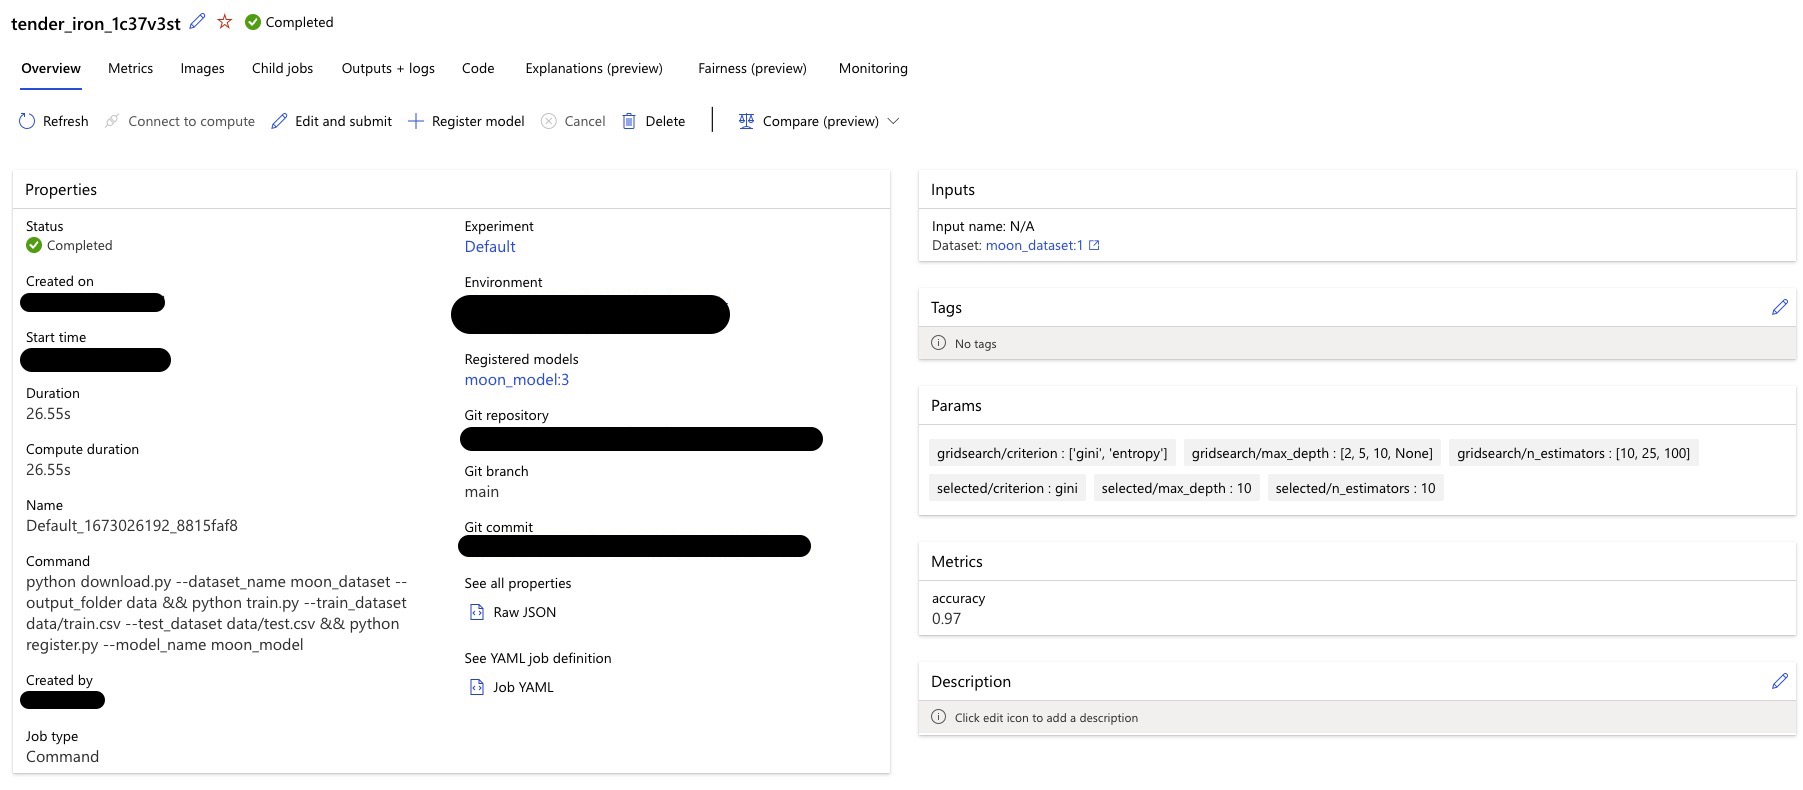 tender_iron_1c37v3st Completed
Overview Metrics Images Child jobs Outputs + logs Code Explanations (preview) Fairness (preview) Monitoring
Refresh Connect to compute Edit and submit Register model Cancel Delete Compare (preview)
Properties
Status
Completed
Created on
Start time
Duration
26.55s
Compute duration
26.55s
Name
Default_1673026192_8815faf8
Command
python download.py --dataset_name moon_dataset --
output_folder data && python train.py --train_dataset
data/train.csv --test_dataset data/test.csv && python
register.py --model_name moon_model
Created by
Job type
Command
Experiment
Default
Environment
Registered models
moon_model:3
Git repository
Git branch
main
Git commit
See all properties
Raw JSON
See YAML job definition
Job YAML
Inputs
Input name: N/A
Dataset: moon_dataset:1
Tags
No tags
Params
gridsearch/criterion : ['gini', 'entropy'] gridsearch/max_depth : [2, 5, 10, None] gridsearch/n_estimators : [10, 25, 100]
selected/criterion : gini selected/max_depth : 10 selected/n_estimators : 10
Metrics
accuracy
0.97
Description
Click edit icon to add a description